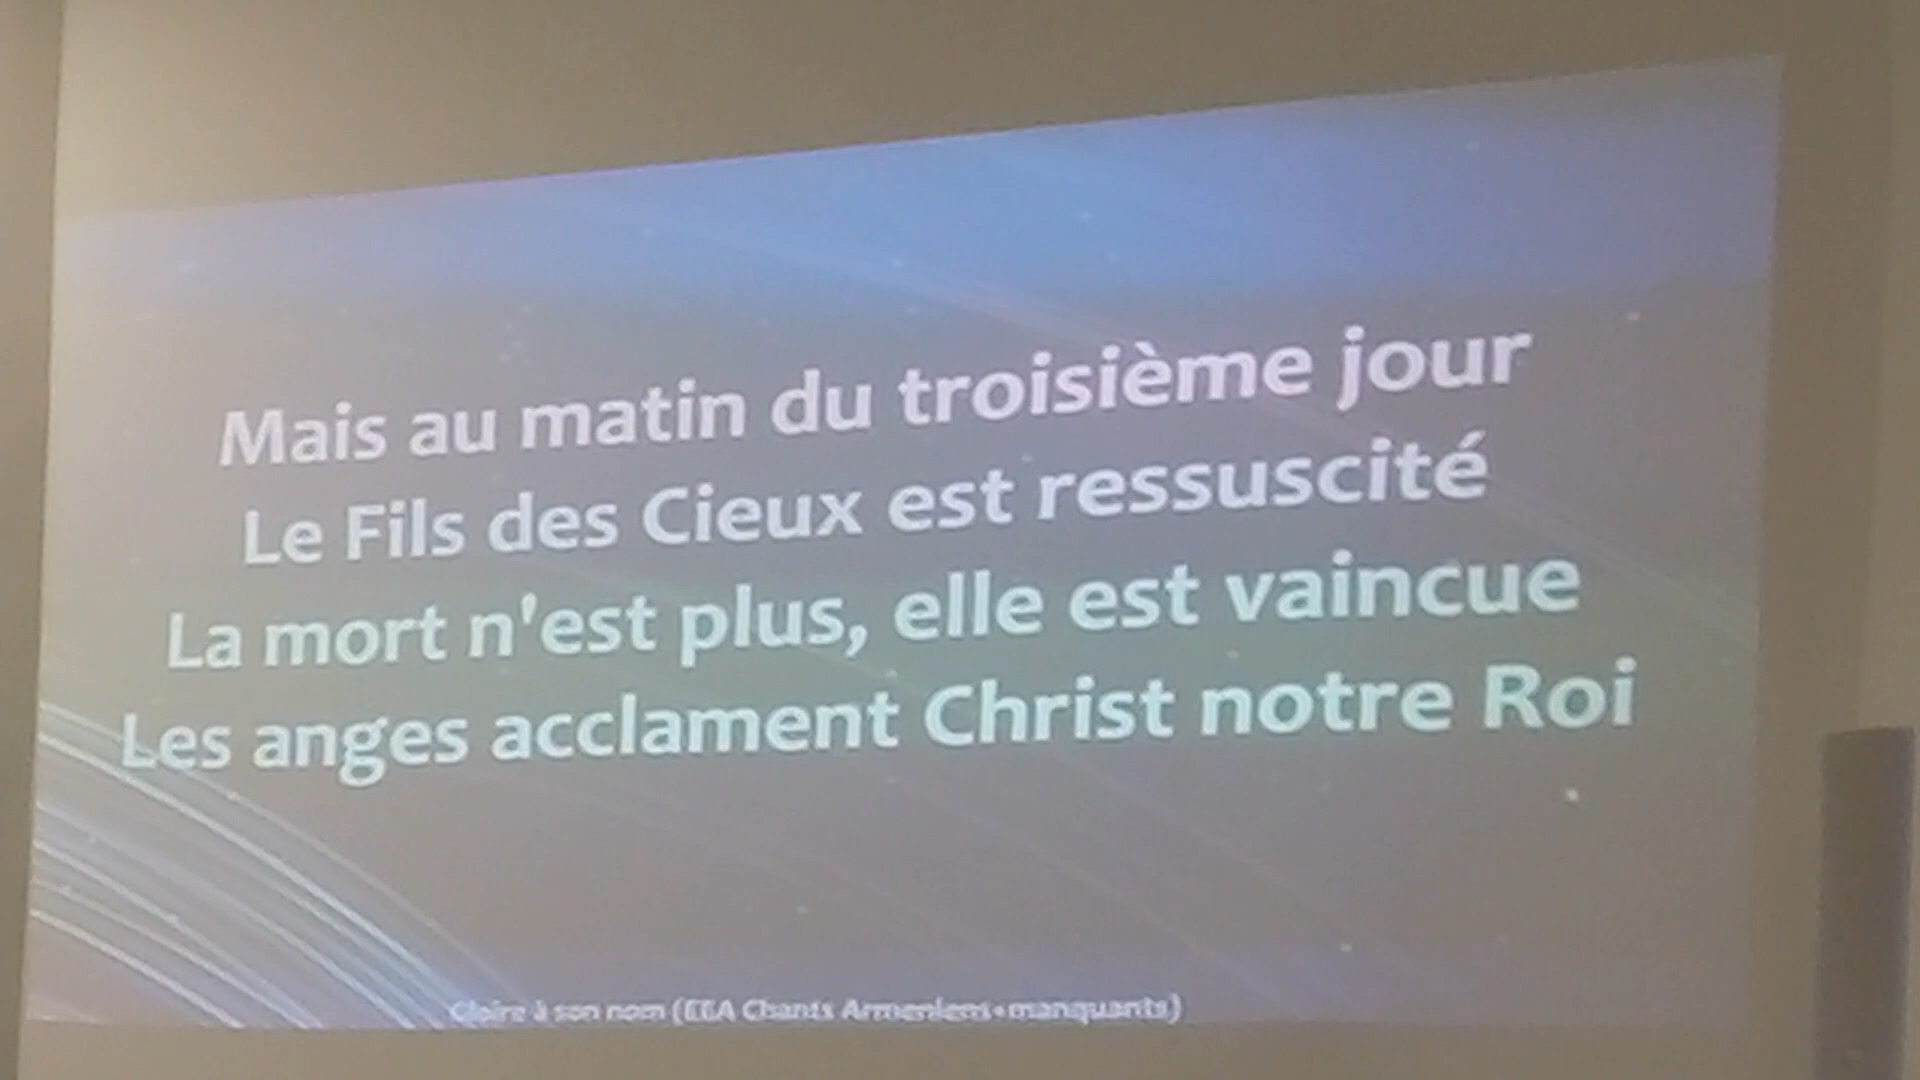 Mais au matin du troisième jour
Le Fils des Cieux est ressuscité
La mort n'est plus, elle est vaincue
Les anges acclament Christ notre Roi
Gloire à son nom (EEA Chants Armeniens+manquants)